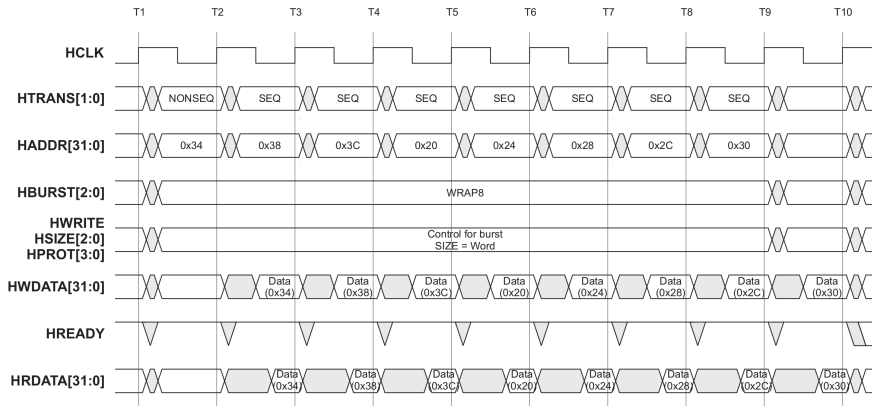 T1 T2 T3 T4 T5 T6 T7 T8 T9 T10
HCLK
HTRANS[1:0] NONSEQ SEQ SEQ SEQ SEQ SEQ SEQ SEQ
HADDR[31:0] 0x34 0x38 0x3C 0x20 0x24 0x28 0x2C 0x30
HBURST[2:0] WRAP8
HWRITE
HSIZE[2:0]
HPROT[3:0]
Control for burst
SIZE = Word
HWDATA[31:0]
Data Data Data Data Data Data Data Data
(0x34) (0x38) (0x3C) (0x20) (0x24) (0x28) (0x2C) (0x30)
HREADY
HRDATA[31:0]
Data Data Data Data Data Data Data Data
(0x34) (0x38) (0x3C) (0x20) (0x24) (0x28) (0x2C) (0x30)